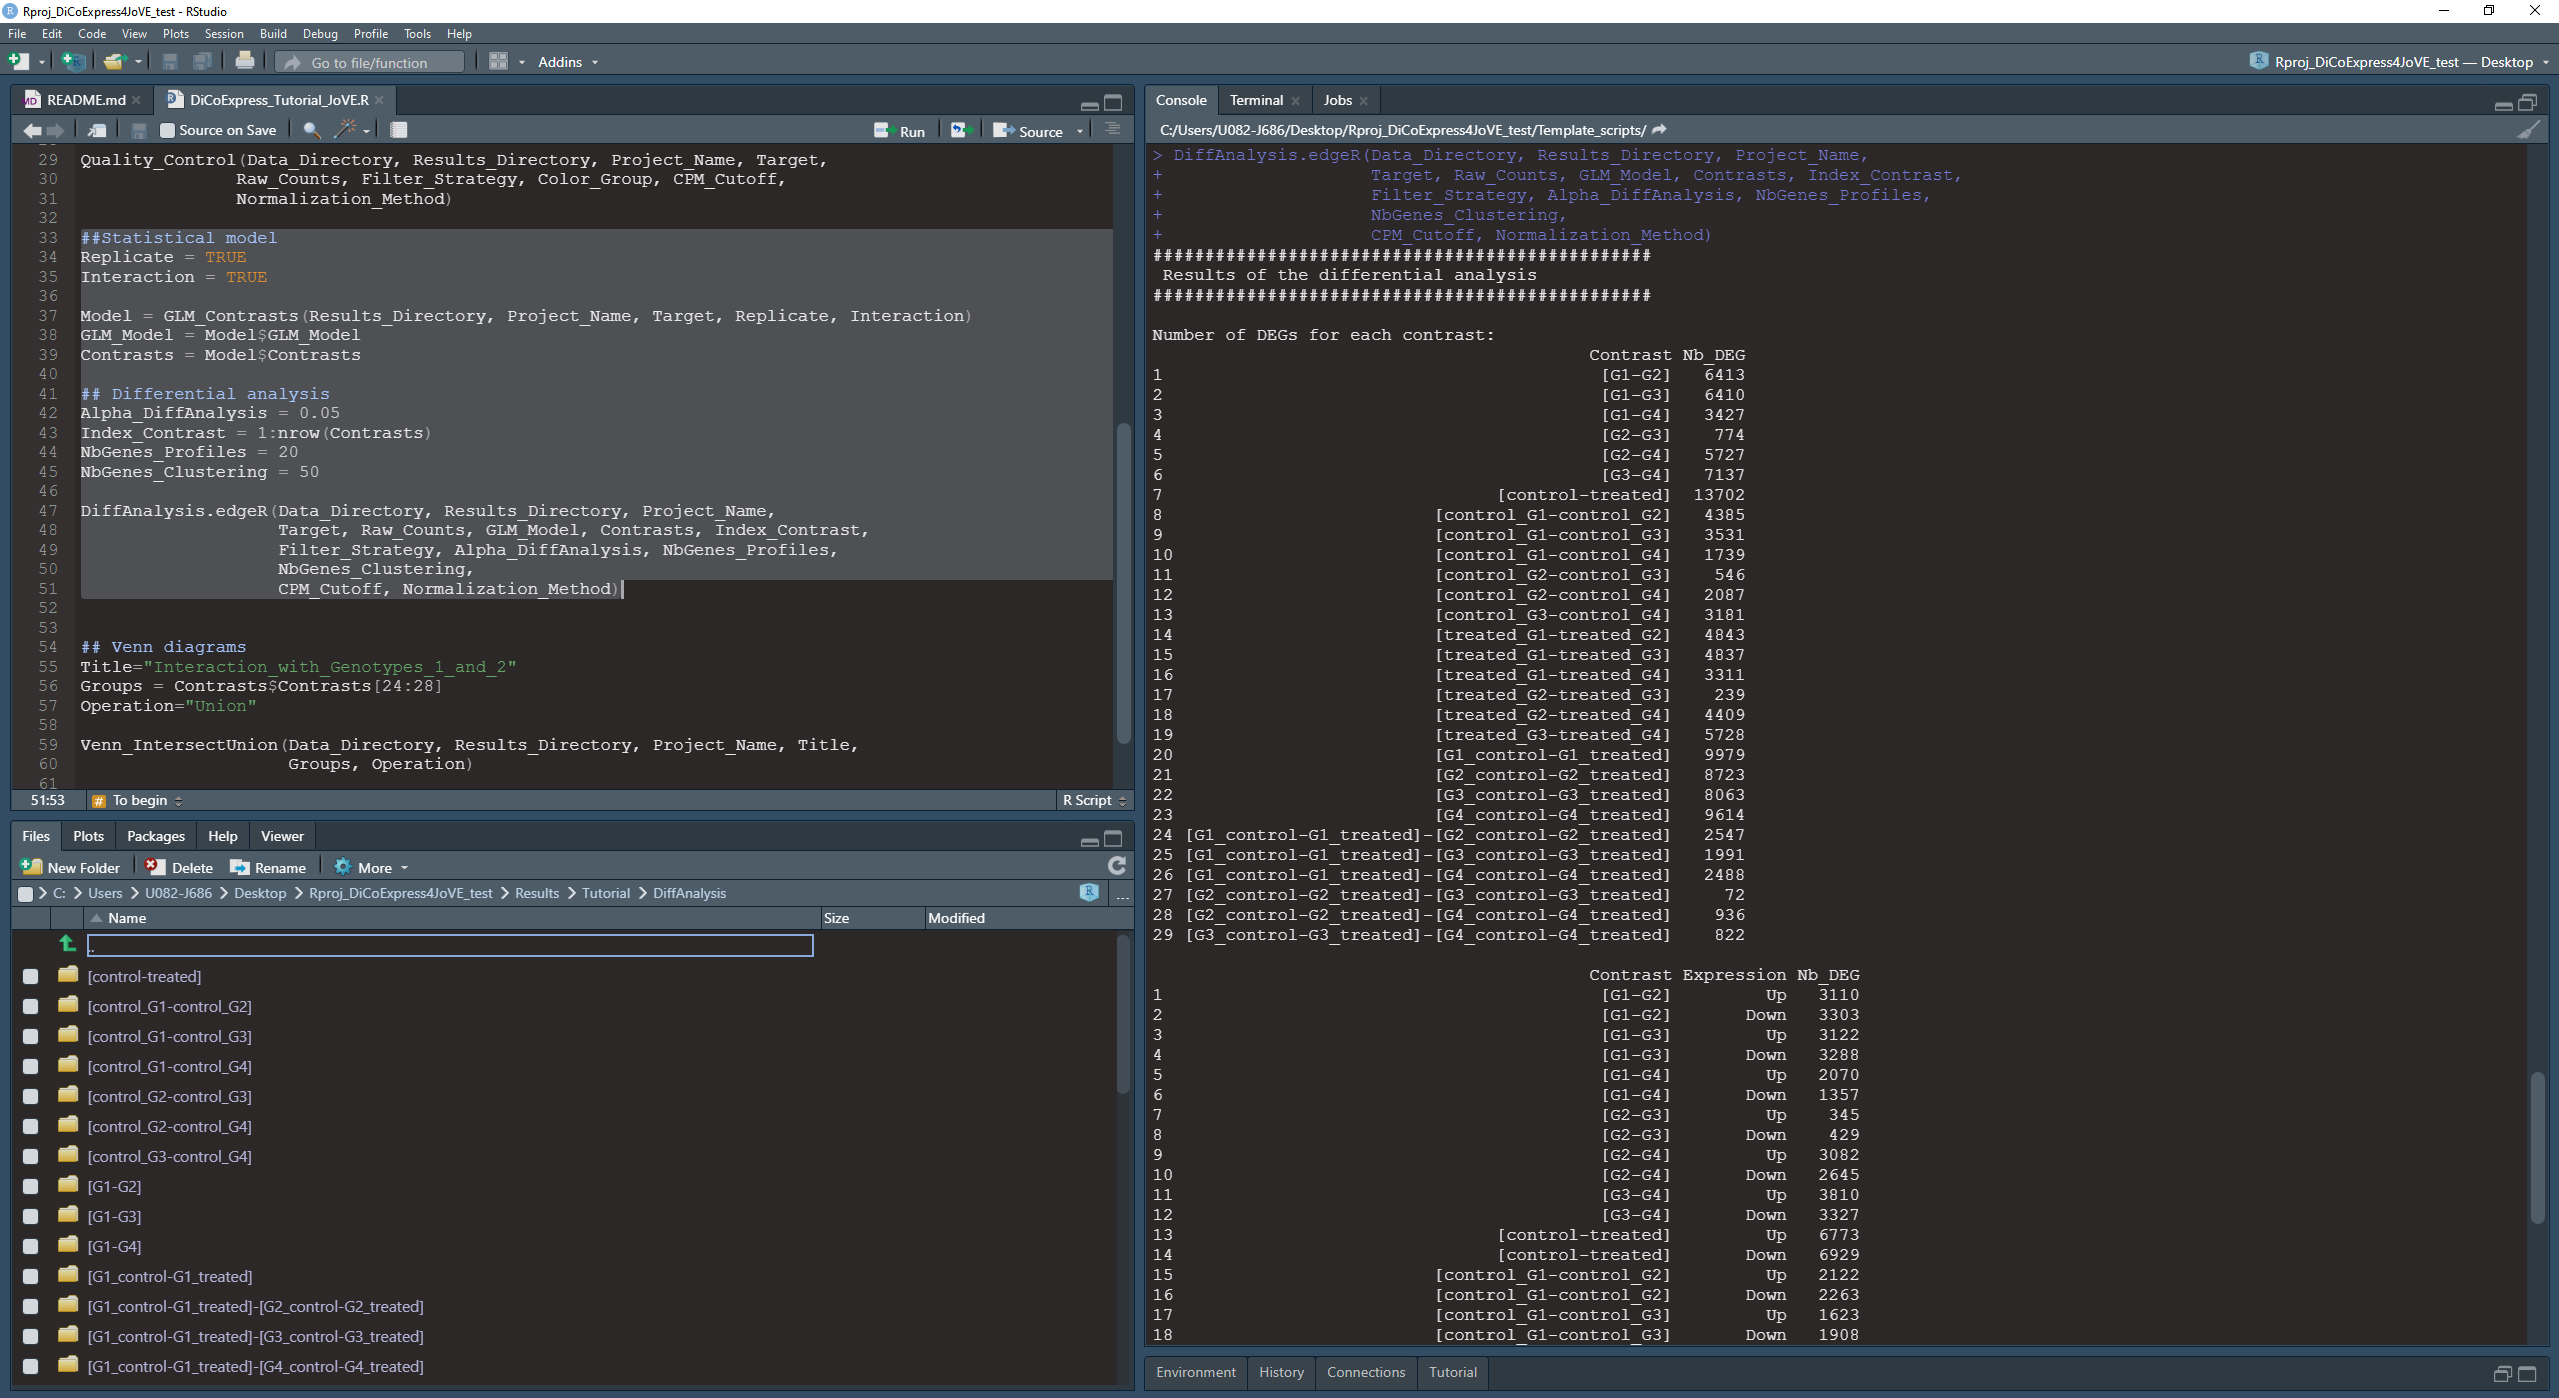 Rproj_DiCoExpress4JoVE_test - RStudio
File Edit Code View Plots Session Build Debug Profile Tools Help
Go to file/function Addins Rproj_DiCoExpress4JoVE_test — Desktop
README.md DiCoExpress_Tutorial_JoVE.R
Source on Save Run Source
29 Quality_Control(Data_Directory, Results_Directory, Project_Name, Target,
30 Raw_Counts, Filter_Strategy, Color_Group, CPM_Cutoff,
31 Normalization_Method)
32
33 ##Statistical model
34 Replicate = TRUE
35 Interaction = TRUE
36
37 Model = GLM_Contrasts(Results_Directory, Project_Name, Target, Replicate, Interaction)
38 GLM_Model = Model$GLM_Model
39 Contrasts = Model$Contrasts
40
41 ## Differential analysis
42 Alpha_DiffAnalysis = 0.05
43 Index_Contrast = 1:nrow(Contrasts)
44 NbGenes_Profiles = 20
45 NbGenes_Clustering = 50
46
47 DiffAnalysis.edgeR(Data_Directory, Results_Directory, Project_Name,
48 Target, Raw_Counts, GLM_Model, Contrasts, Index_Contrast,
49 Filter_Strategy, Alpha_DiffAnalysis, NbGenes_Profiles,
50 NbGenes_Clustering,
51 CPM_Cutoff, Normalization_Method)
52
53
54 ## Venn diagrams
55 Title="Interaction_with_Genotypes_1_and_2"
56 Groups = Contrasts$Contrasts[24:28]
57 Operation="Union"
58
59 Venn_IntersectUnion(Data_Directory, Results_Directory, Project_Name, Title,
60 Groups, Operation)
61
51:53 # To begin R Script
Files Plots Packages Help Viewer
New Folder Delete Rename More
C: > Users > U082-J686 > Desktop > Rproj_DiCoExpress4JoVE_test > Results > Tutorial > DiffAnalysis ...
Name Size Modified
..
[control-treated]
[control_G1-control_G2]
[control_G1-control_G3]
[control_G1-control_G4]
[control_G2-control_G3]
[control_G2-control_G4]
[control_G3-control_G4]
[G1-G2]
[G1-G3]
[G1-G4]
[G1_control-G1_treated]
[G1_control-G1_treated]-[G2_control-G2_treated]
[G1_control-G1_treated]-[G3_control-G3_treated]
[G1_control-G1_treated]-[G4_control-G4_treated]
Console Terminal Jobs
C:/Users/U082-J686/Desktop/Rproj_DiCoExpress4JoVE_test/Template_scripts/
> DiffAnalysis.edgeR(Data_Directory, Results_Directory, Project_Name,
+ Target, Raw_Counts, GLM_Model, Contrasts, Index_Contrast,
+ Filter_Strategy, Alpha_DiffAnalysis, NbGenes_Profiles,
+ NbGenes_Clustering,
+ CPM_Cutoff, Normalization_Method)
################################################
Results of the differential analysis
################################################
Number of DEGs for each contrast:
Contrast Nb_DEG
1 [G1-G2] 6413
2 [G1-G3] 6410
3 [G1-G4] 3427
4 [G2-G3] 774
5 [G2-G4] 5727
6 [G3-G4] 7137
7 [control-treated] 13702
8 [control_G1-control_G2] 4385
9 [control_G1-control_G3] 3531
10 [control_G1-control_G4] 1739
11 [control_G2-control_G3] 546
12 [control_G2-control_G4] 2087
13 [control_G3-control_G4] 3181
14 [treated_G1-treated_G2] 4843
15 [treated_G1-treated_G3] 4837
16 [treated_G1-treated_G4] 3311
17 [treated_G2-treated_G3] 239
18 [treated_G2-treated_G4] 4409
19 [treated_G3-treated_G4] 5728
20 [G1_control-G1_treated] 9979
21 [G2_control-G2_treated] 8723
22 [G3_control-G3_treated] 8063
23 [G4_control-G4_treated] 9614
24 [G1_control-G1_treated]-[G2_control-G2_treated] 2547
25 [G1_control-G1_treated]-[G3_control-G3_treated] 1991
26 [G1_control-G1_treated]-[G4_control-G4_treated] 2488
27 [G2_control-G2_treated]-[G3_control-G3_treated] 72
28 [G2_control-G2_treated]-[G4_control-G4_treated] 936
29 [G3_control-G3_treated]-[G4_control-G4_treated] 822
Contrast Expression Nb_DEG
1 [G1-G2] Up 3110
2 [G1-G2] Down 3303
3 [G1-G3] Up 3122
4 [G1-G3] Down 3288
5 [G1-G4] Up 2070
6 [G1-G4] Down 1357
7 [G2-G3] Up 345
8 [G2-G3] Down 429
9 [G2-G4] Up 3082
10 [G2-G4] Down 2645
11 [G3-G4] Up 3810
12 [G3-G4] Down 3327
13 [control-treated] Up 6773
14 [control-treated] Down 6929
15 [control_G1-control_G2] Up 2122
16 [control_G1-control_G2] Down 2263
17 [control_G1-control_G3] Up 1623
18 [control_G1-control_G3] Down 1908
Environment History Connections Tutorial